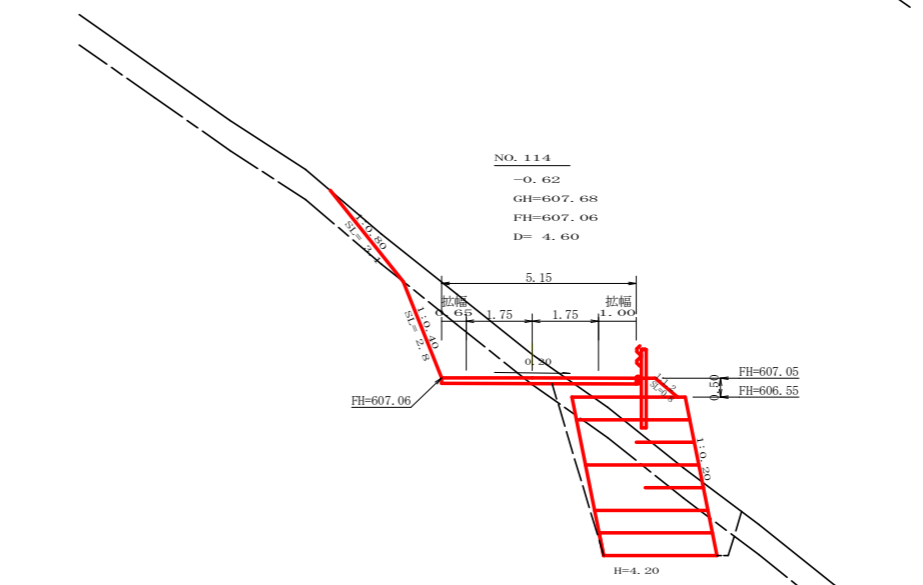 NO. 114
-0. 62
GH=607. 68
FH=607. 06
D= 4. 60
1:0. 80
5. 15
拡幅
拡幅
0. 65
1. 75
1. 75
1. 00
1:0. 40
SL= 2. 8
0. 20
FH=607. 05
0. 50
FH=606. 55
FH=607. 06
1:0. 20
H=4. 20